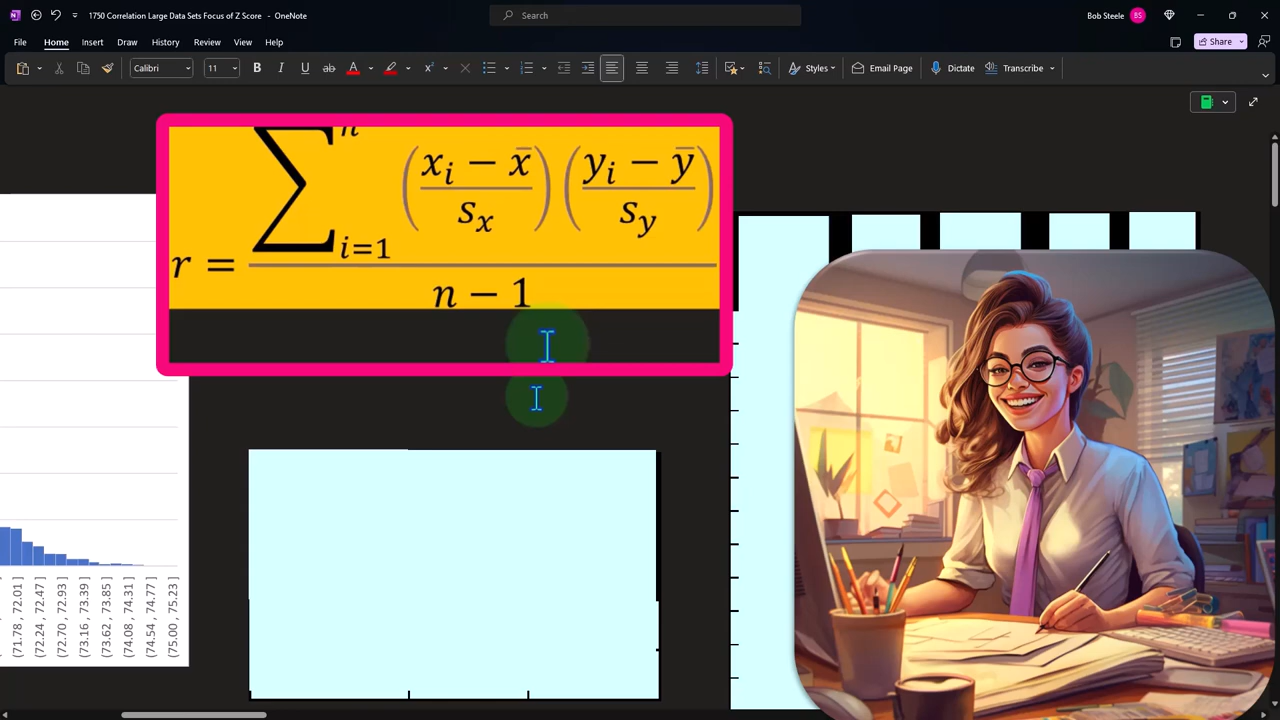 1750 Correlation Large Data Sets Focus of Z Score - OneNote
Search
Bob Steele BS
File Home Insert Draw History Review View Help
Share
Calibri 11 B I U ab A x Styles Email Page Dictate Transcribe
r = ∑ n i=1 (xᵢ − x̄ / sₓ) (yᵢ − ȳ / s_y) / n − 1
(71.78 , 72.01 ]
(72.24 , 72.47 ]
(72.70 , 72.93 ]
(73.16 , 73.39 ]
(73.62 , 73.85 ]
(74.08 , 74.31 ]
(74.54 , 74.77 ]
(75.00 , 75.23 ]